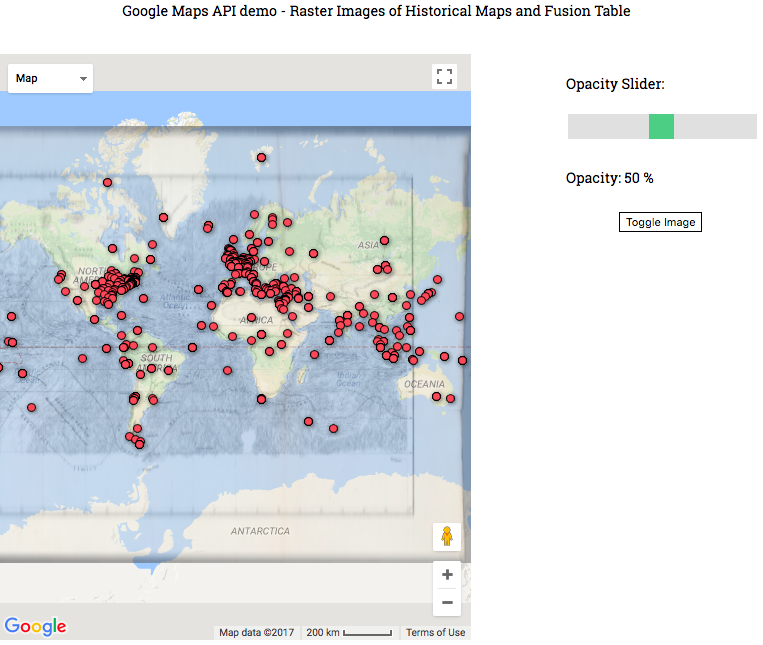 Google Maps API demo - Raster Images of Historical Maps and Fusion Table
Map
Opacity Slider:
Opacity: 50 %
Toggle Image
ASIA
Atlantic
Ocean
AFRICA
SOUTH
AMERICA
Indian
Ocean
OCEANIA
ANTARCTICA
+
−
Google
Map data ©2017
200 km
Terms of Use